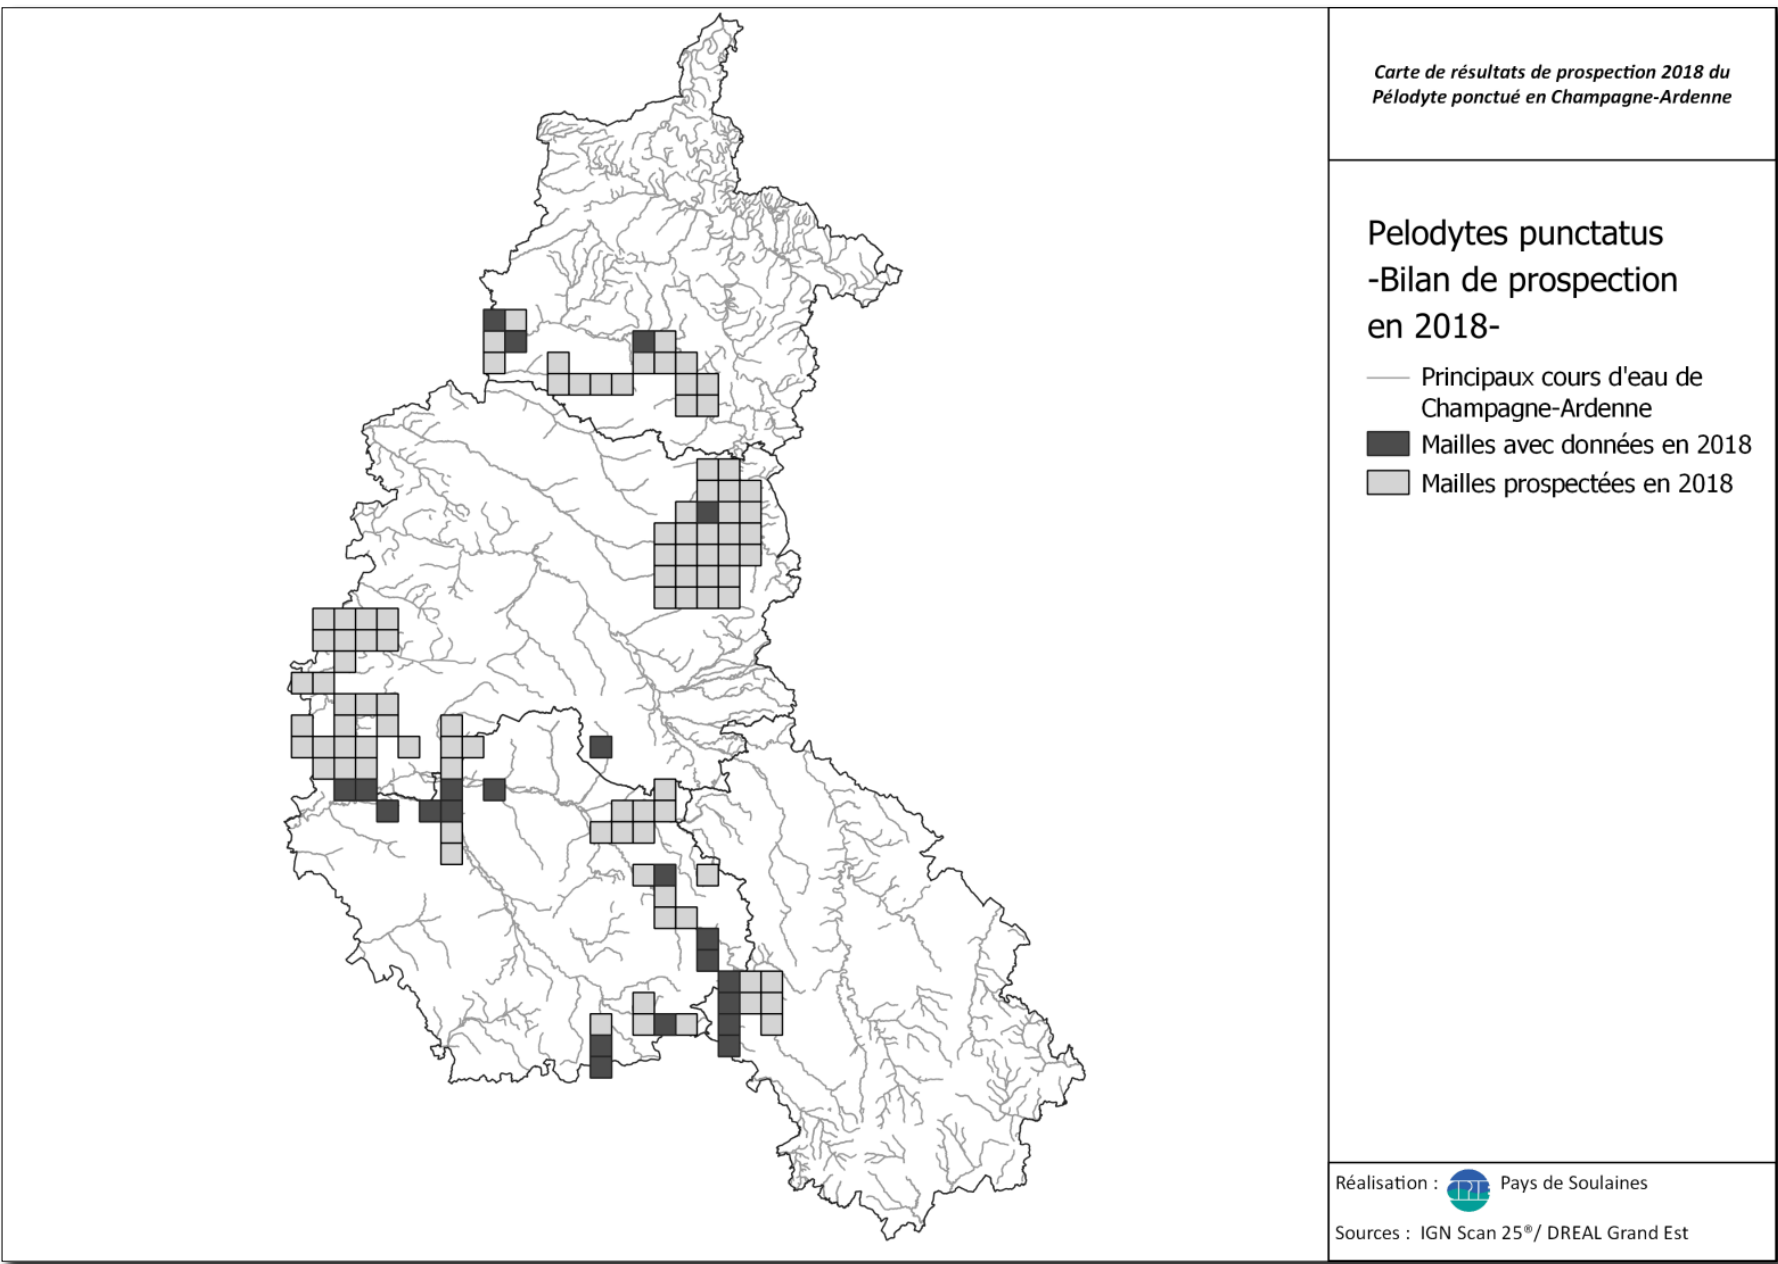 Carte de résultats de prospection 2018 du
Pélodyte ponctué en Champagne-Ardenne
Pelodytes punctatus
-Bilan de prospection
en 2018-
Principaux cours d'eau de
Champagne-Ardenne
Mailles avec données en 2018
Mailles prospectées en 2018
Réalisation : CPIE Pays de Soulaines
Sources : IGN Scan 25®/ DREAL Grand Est